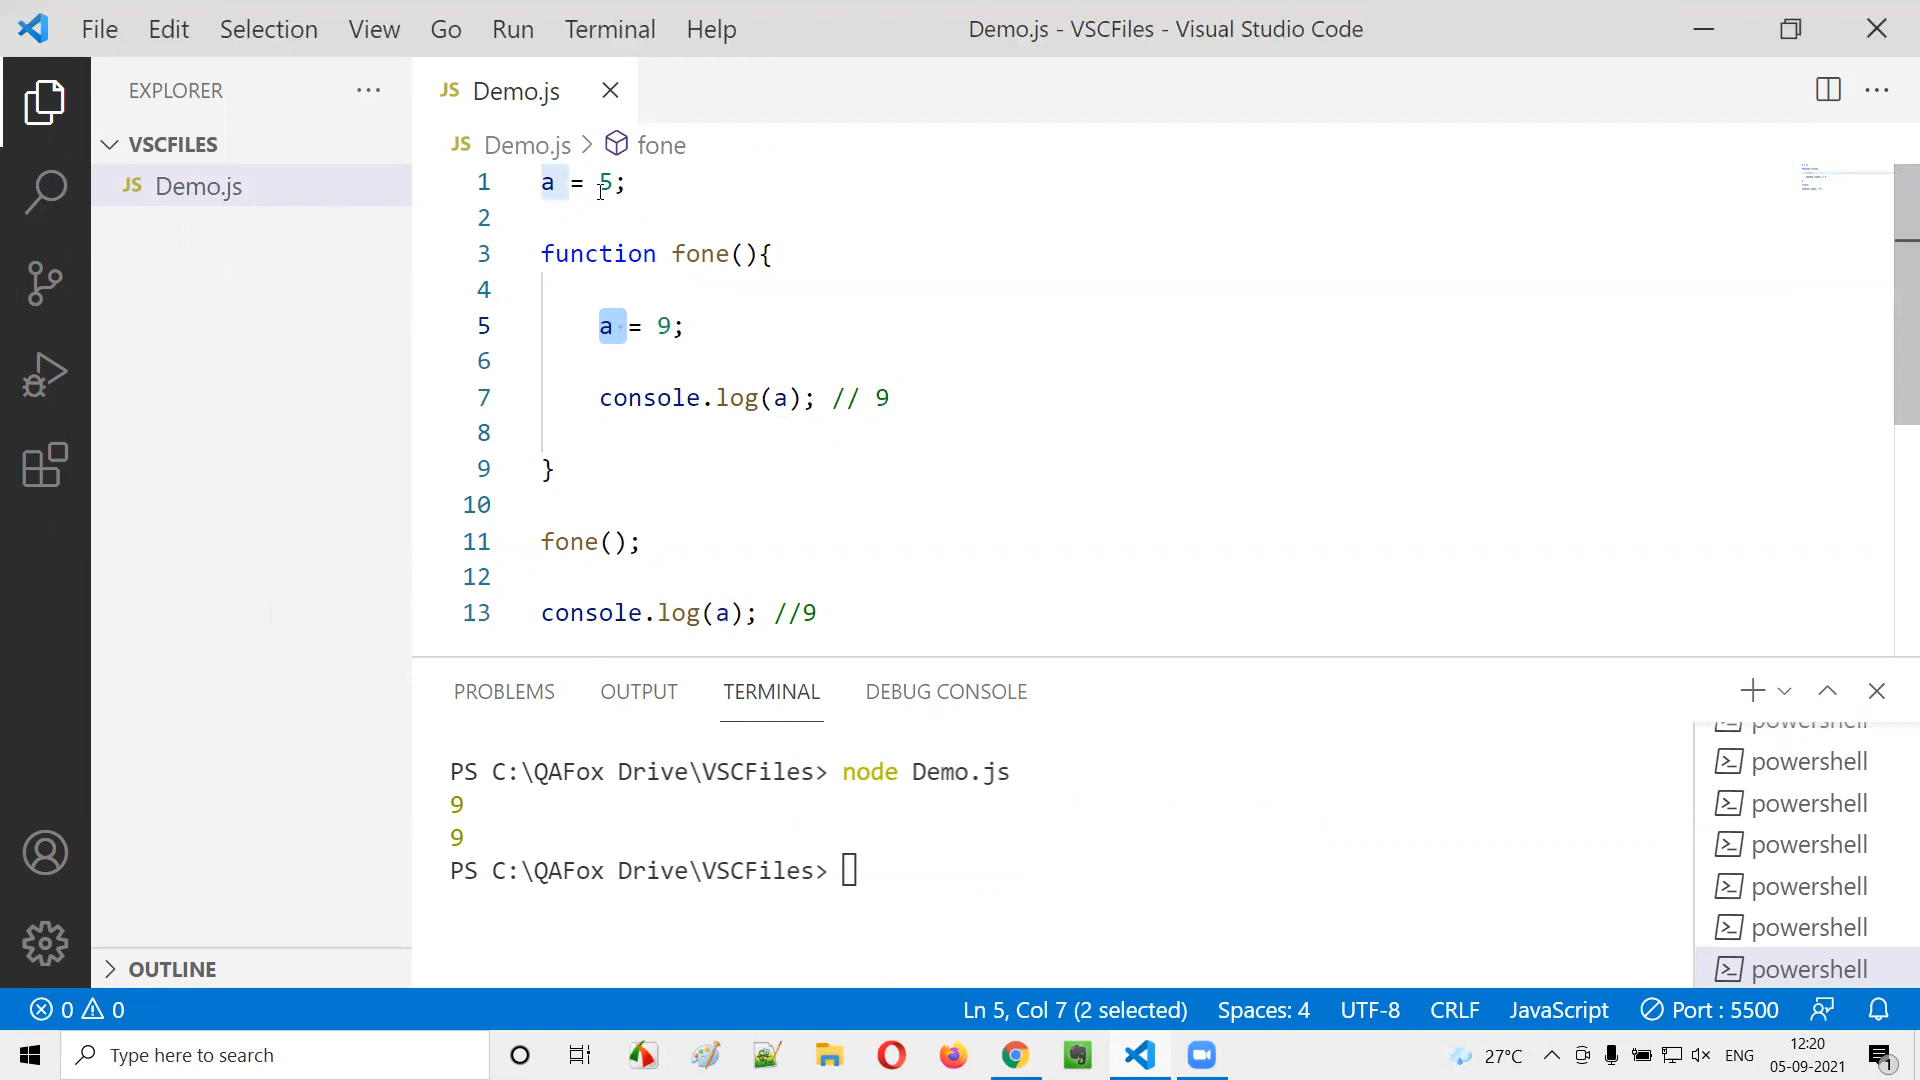 File Edit Selection View Go Run Terminal Help
Demo.js - VSCFiles - Visual Studio Code
EXPLORER
VSCFILES
JS Demo.js
OUTLINE
JS Demo.js
JS Demo.js > fone
1 a = 5;
2
3 function fone(){
4
5 a = 9;
6
7 console.log(a); // 9
8
9 }
10
11 fone();
12
13 console.log(a); //9
PROBLEMS OUTPUT TERMINAL DEBUG CONSOLE
PS C:\QAFox Drive\VSCFiles> node Demo.js
9
9
PS C:\QAFox Drive\VSCFiles>
powershell
powershell
powershell
powershell
powershell
powershell
powershell
0 0
Ln 5, Col 7 (2 selected) Spaces: 4 UTF-8 CRLF JavaScript Port : 5500
Type here to search
27°C ENG
12:20
05-09-2021
1